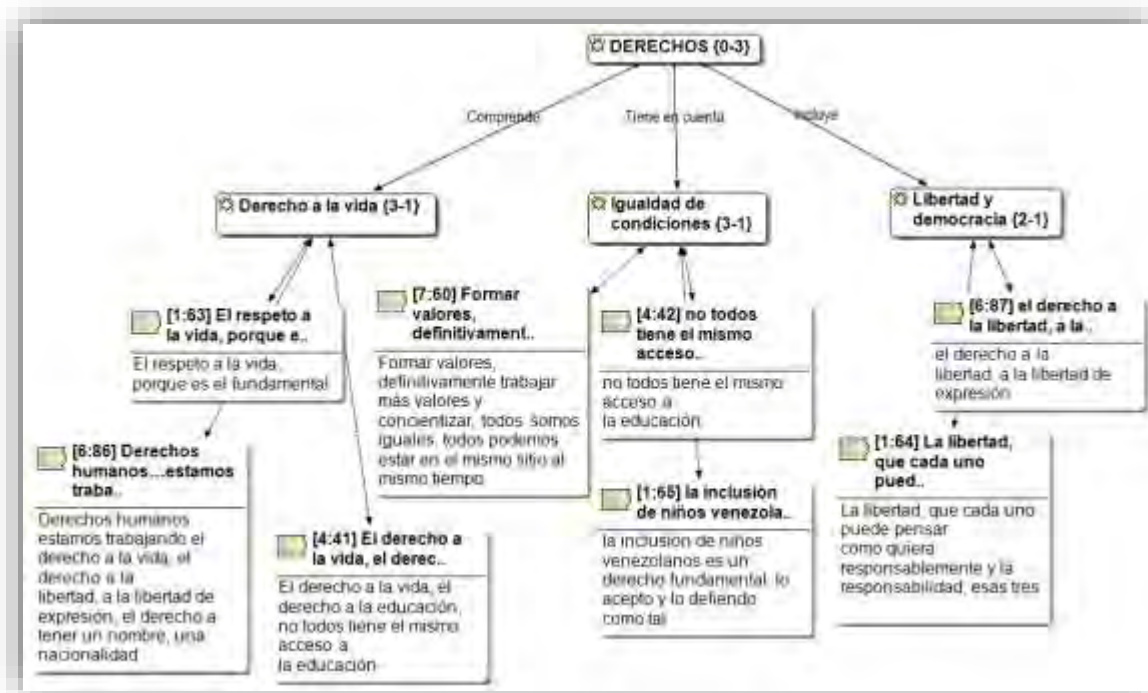 DERECHOS {0-3}
Comprende
Tiene en cuenta
Incluye
Derecho a la vida {3-1}
Igualdad de
condiciones {3-1}
Libertad y
democracia {2-1}
[1:63] El respeto a
la vida, porque e..
El respeto a la vida,
porque es el fundamental
[7:60] Formar
valores,
definitivament..
Formar valores,
definitivamente trabajar
más valores y
concientizar, todos somos
iguales, todos podemos
estar en el mismo sitio al
mismo tiempo
[4:42] no todos
tiene el mismo
acceso..
no todos tiene el mismo
acceso a
la educación
[6:87] el derecho a
la libertad, a la..
el derecho a la
libertad, a la libertad de
expresión
[6:86] Derechos
humanos...estamos
traba..
Derechos humanos
estamos trabajando el
derecho a la vida, el
derecho a la
libertad, a la libertad de
expresión, el derecho a
tener un nombre, una
nacionalidad
[4:41] El derecho a
la vida, el derec..
El derecho a la vida, el
derecho a la educación,
no todos tiene el mismo
acceso a
la educación
[1:65] la inclusión
de niños venezola..
la inclusion de niños
venezolanos es un
derecho fundamental, lo
acepto y lo defiendo
como tal
[1:64] La libertad,
que cada uno
pued..
La libertad, que cada uno
puede pensar
como quiera
responsablemente y la
responsabilidad, esas tres